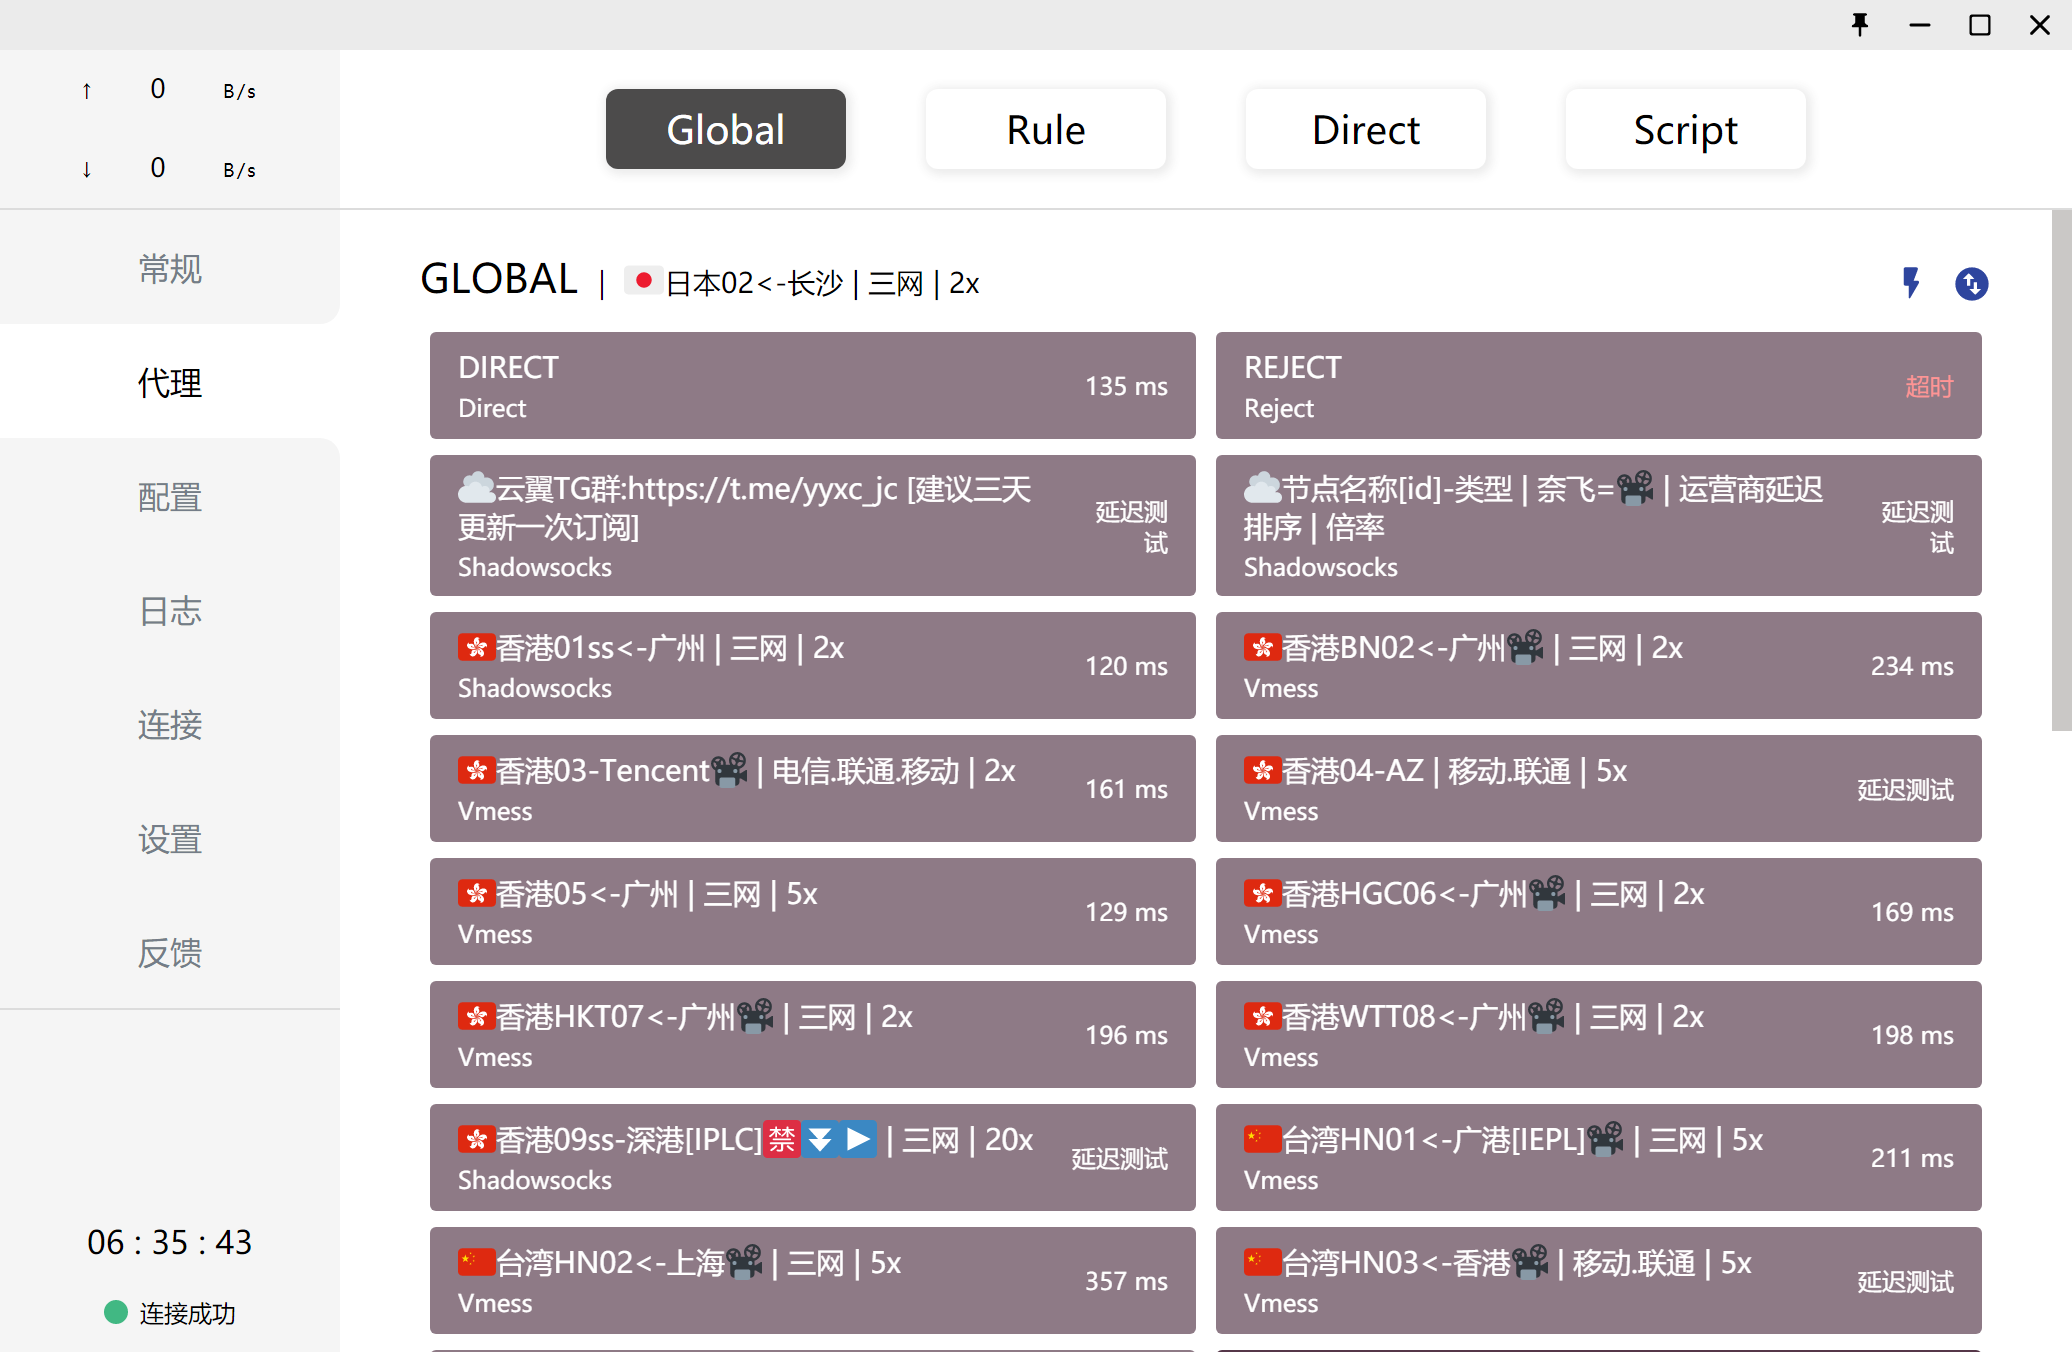 ↑ 0 B/s
↓ 0 B/s
Global Rule Direct Script
常规
代理
配置
日志
连接
设置
反馈
06 : 35 : 43
连接成功
GLOBAL | 🇯🇵日本02<-长沙 | 三网 | 2x
DIRECT
Direct
135 ms
REJECT
Reject
超时
☁️云翼TG群:https://t.me/yyxc_jc [建议三天
更新一次订阅]
Shadowsocks
延迟测
试
☁️节点名称[id]-类型 | 奈飞=🎥 | 运营商延迟
排序 | 倍率
Shadowsocks
延迟测
试
🇭🇰香港01ss<-广州 | 三网 | 2x
Shadowsocks
120 ms
🇭🇰香港BN02<-广州🎥 | 三网 | 2x
Vmess
234 ms
🇭🇰香港03-Tencent🎥 | 电信.联通.移动 | 2x
Vmess
161 ms
🇭🇰香港04-AZ | 移动.联通 | 5x
Vmess
延迟测试
🇭🇰香港05<-广州 | 三网 | 5x
Vmess
129 ms
🇭🇰香港HGC06<-广州🎥 | 三网 | 2x
Vmess
169 ms
🇭🇰香港HKT07<-广州🎥 | 三网 | 2x
Vmess
196 ms
🇭🇰香港WTT08<-广州🎥 | 三网 | 2x
Vmess
198 ms
🇭🇰香港09ss-深港[IPLC]🈲⏬▶️ | 三网 | 20x
Shadowsocks
延迟测试
🇨🇳台湾HN01<-广港[IEPL]🎥 | 三网 | 5x
Vmess
211 ms
🇨🇳台湾HN02<-上海🎥 | 三网 | 5x
Vmess
357 ms
🇨🇳台湾HN03<-香港🎥 | 移动.联通 | 5x
Vmess
延迟测试